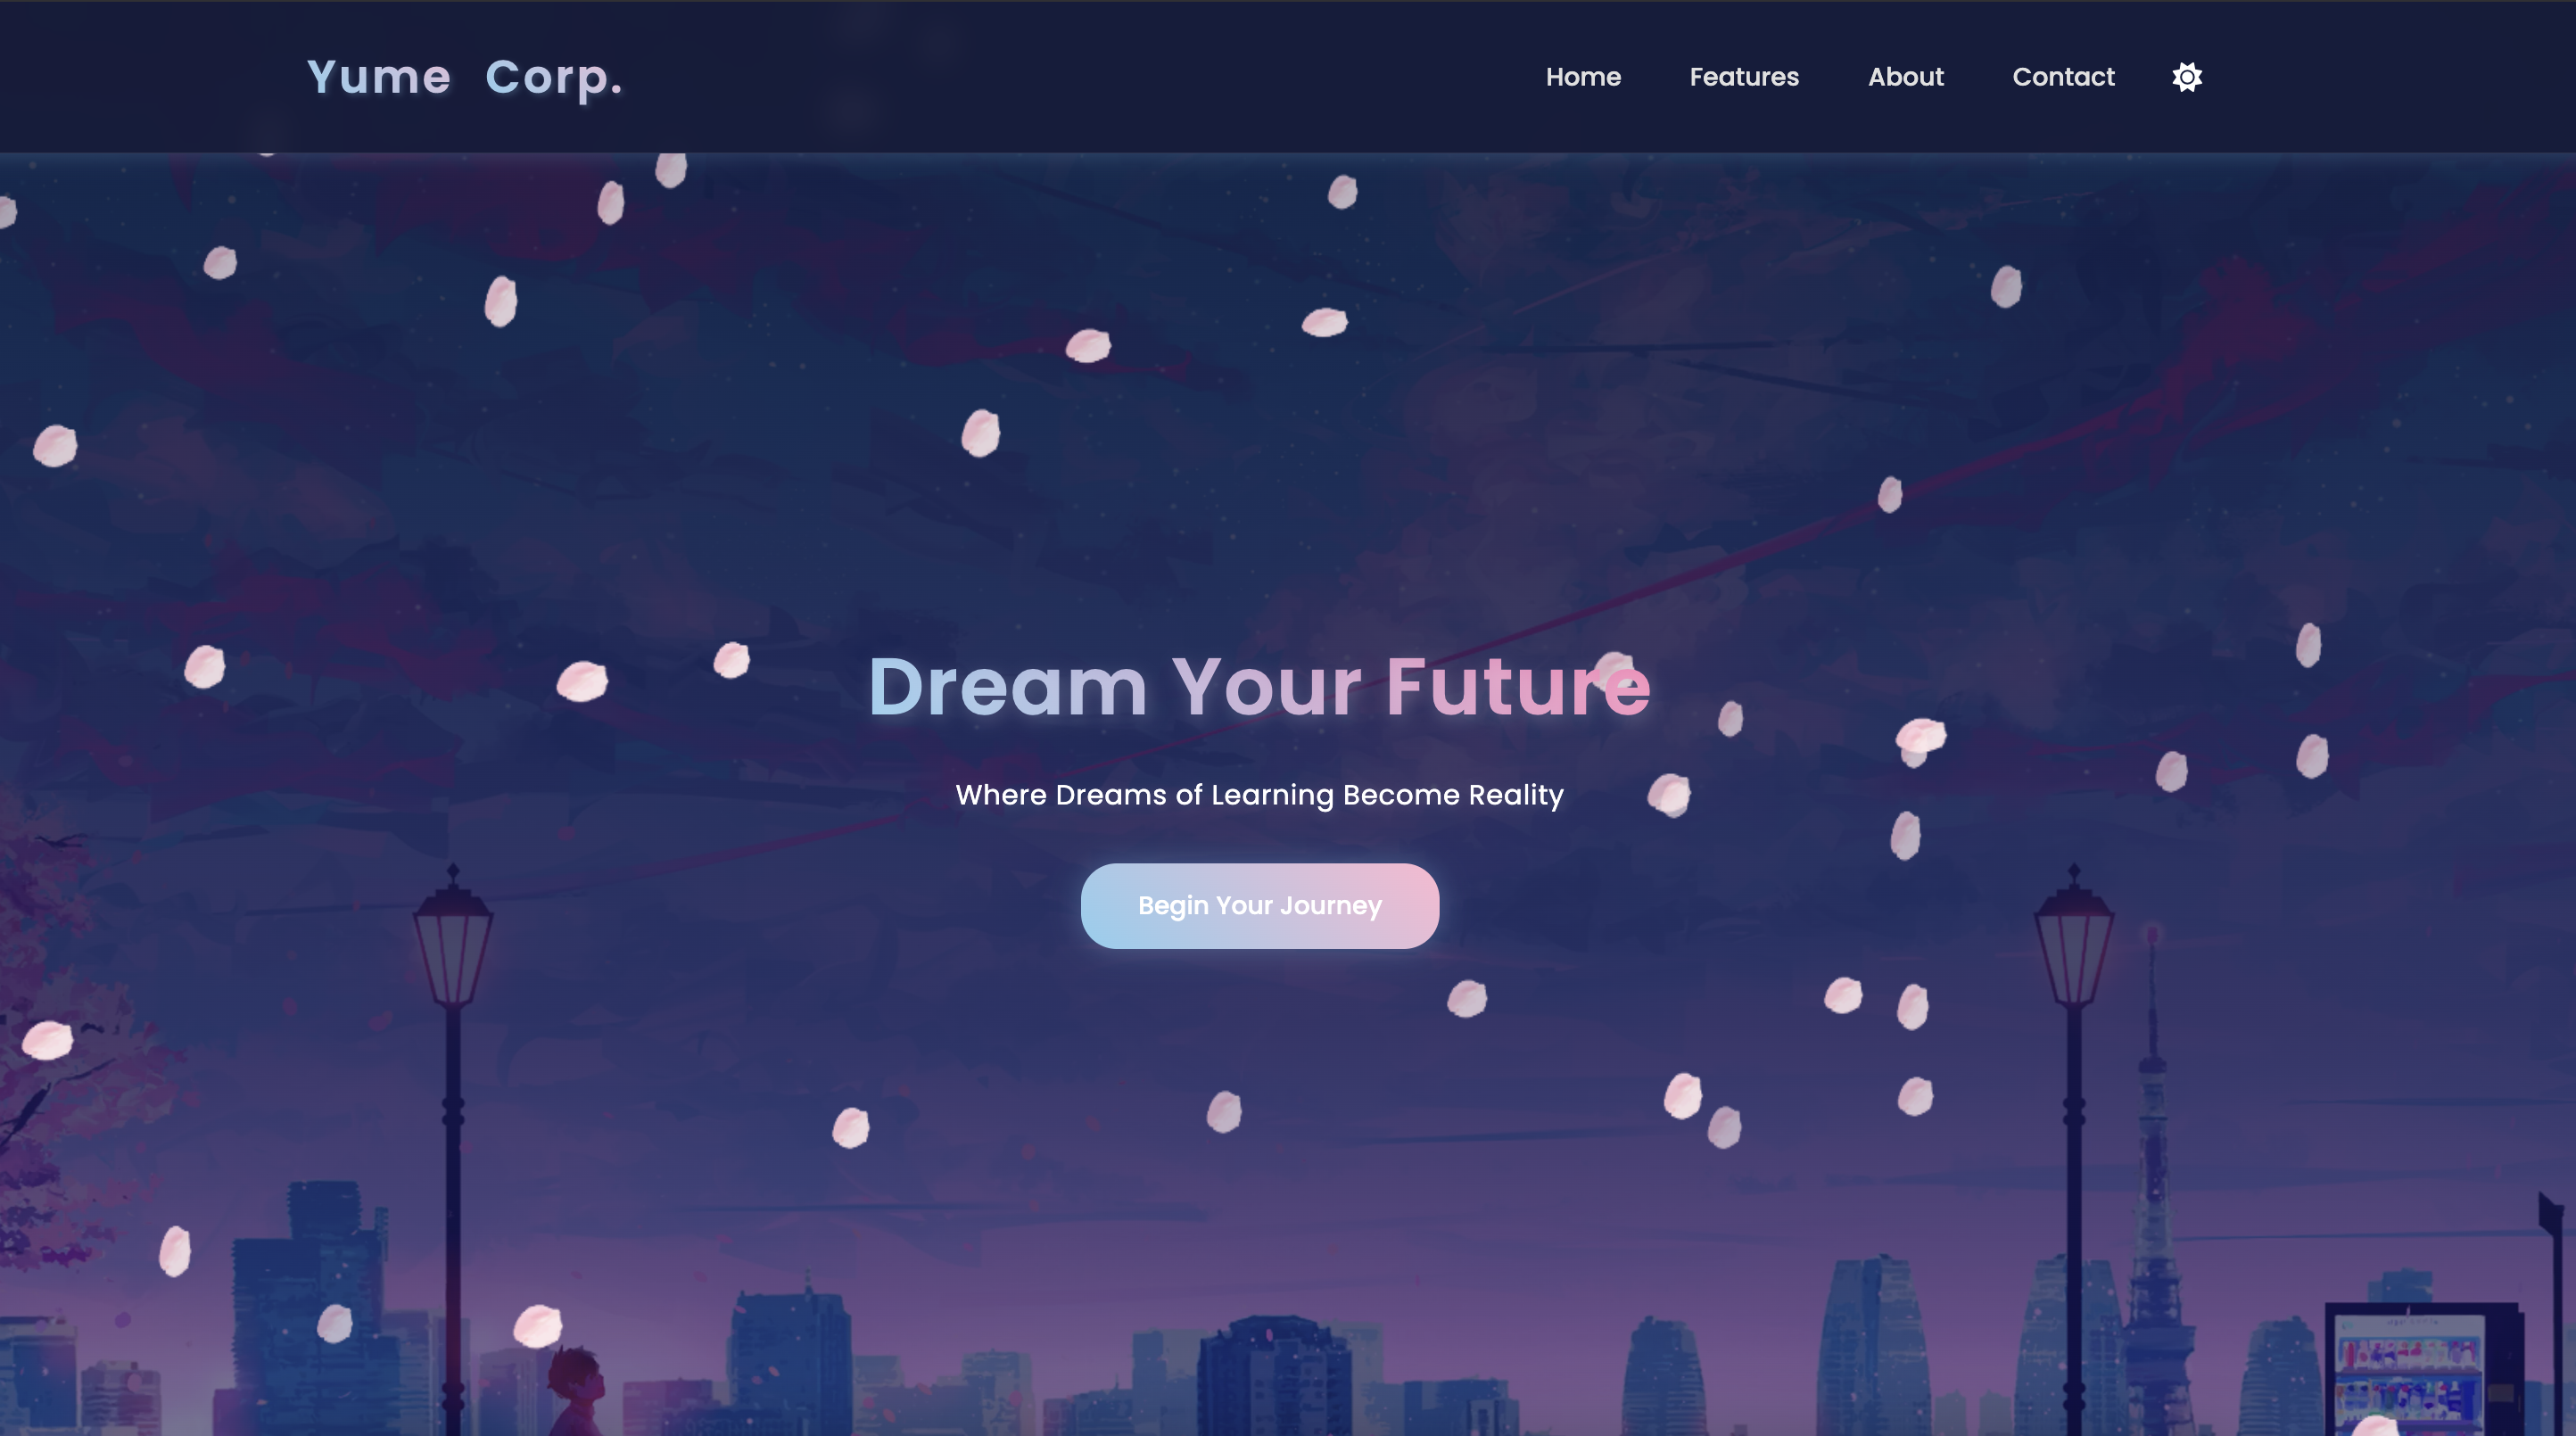 Yume Corp.
Home Features About Contact
Dream Your Future
Where Dreams of Learning Become Reality
Begin Your Journey